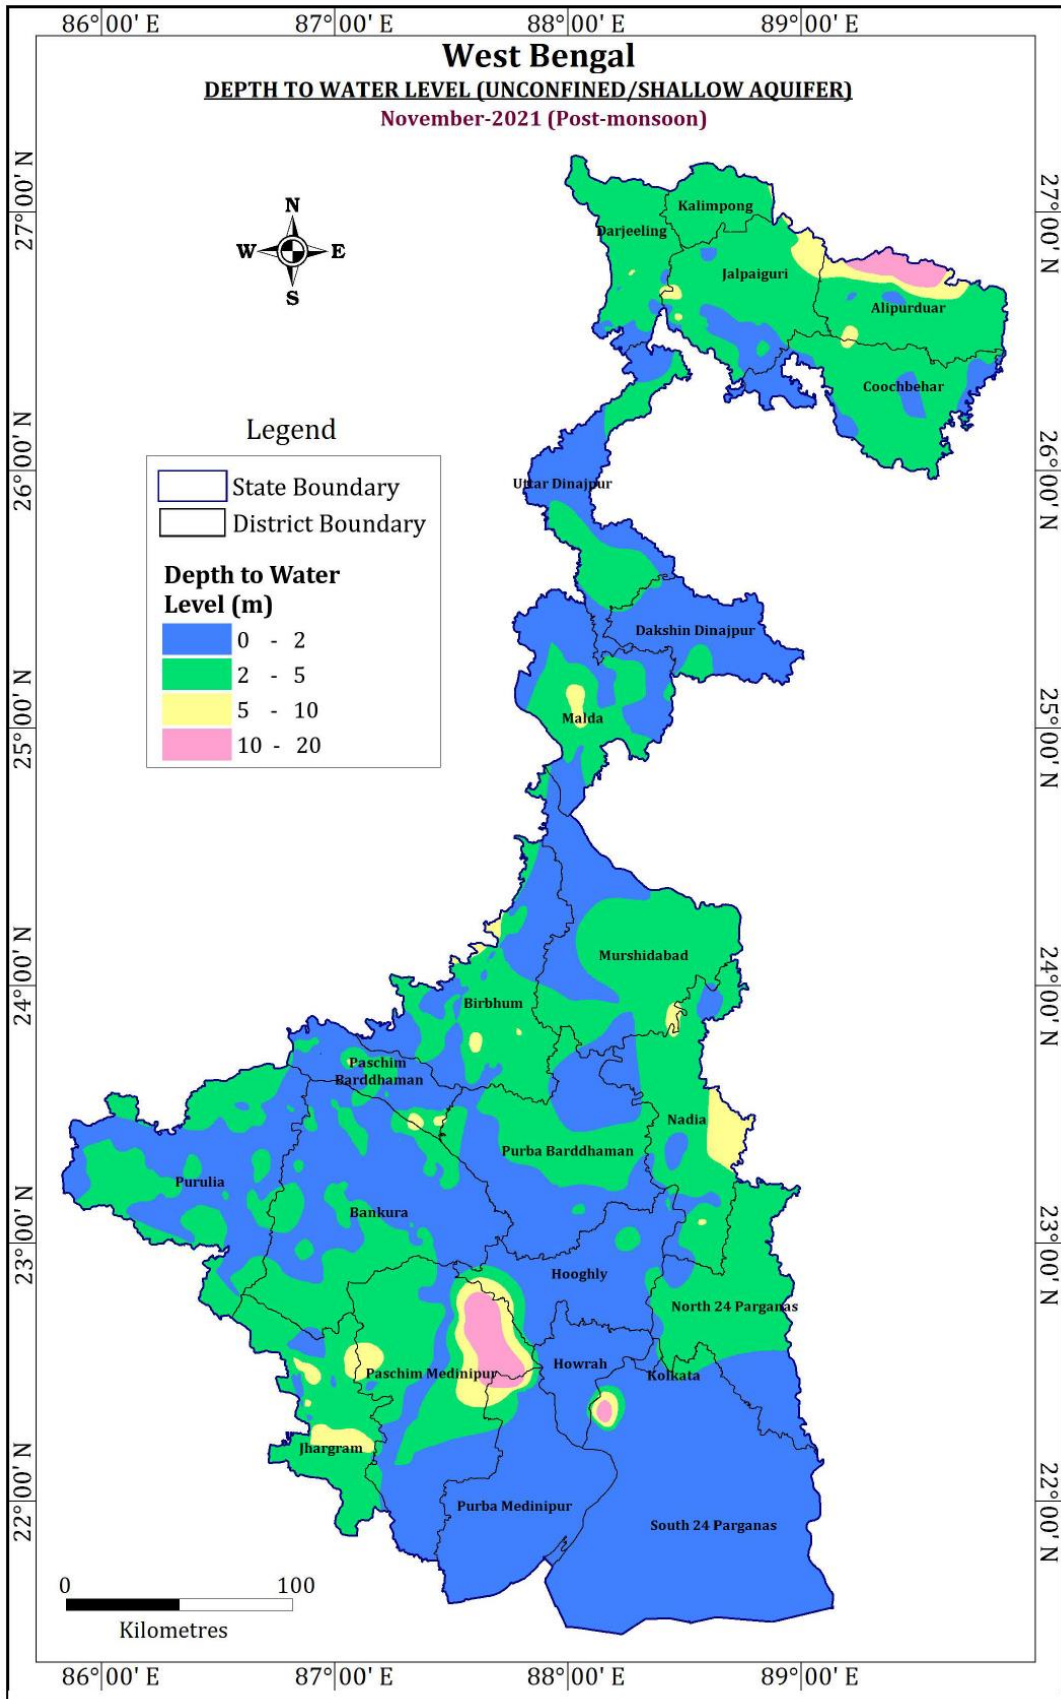 86°00' E 87°00' E 88°00' E 89°00' E
West Bengal
DEPTH TO WATER LEVEL (UNCONFINED/SHALLOW AQUIFER)
November-2021 (Post-monsoon)
27°00' N
27°00' N
N
W E
S
Kalimpong
Darjeeling
Jalpaiguri
Alipurduar
Coochbehar
Legend
State Boundary
District Boundary
Depth to Water
Level (m)
0 - 2
2 - 5
5 - 10
10 - 20
26°00' N
26°00' N
Uttar Dinajpur
Dakshin Dinajpur
Malda
25°00' N
25°00' N
Murshidabad
24°00' N
24°00' N
Birbhum
Paschim
Barddhaman
Nadia
Purba Barddhaman
Purulia
Bankura
23°00' N
23°00' N
Hooghly
North 24 Parganas
Howrah
Paschim Medinipur
Kolkata
Jhargram
22°00' N
22°00' N
Purba Medinipur
South 24 Parganas
0 100
Kilometres
86°00' E 87°00' E 88°00' E 89°00' E